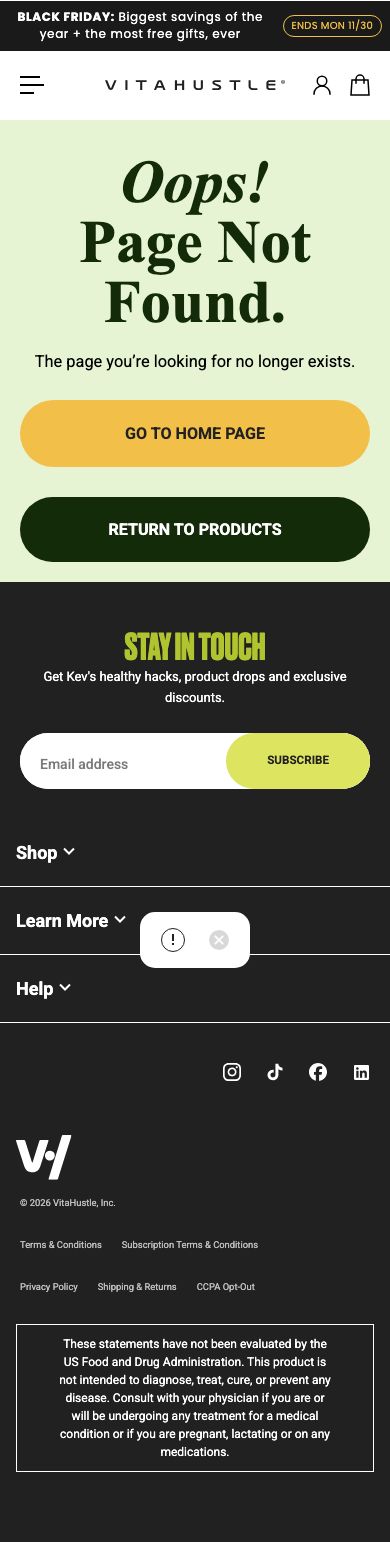 BLACK FRIDAY: Biggest savings of the
year + the most free gifts, ever
ENDS MON 11/30
VITAHUSTLE®
Oops!
Page Not
Found.
The page you’re looking for no longer exists.
GO TO HOME PAGE
RETURN TO PRODUCTS
STAY IN TOUCH
Get Kev's healthy hacks, product drops and exclusive
discounts.
Email address
SUBSCRIBE
Shop
Learn More
Help
© 2026 VitaHustle, Inc.
Terms & Conditions Subscription Terms & Conditions
Privacy Policy Shipping & Returns CCPA Opt-Out
These statements have not been evaluated by the
US Food and Drug Administration. This product is
not intended to diagnose, treat, cure, or prevent any
disease. Consult with your physician if you are or
will be undergoing any treatment for a medical
condition or if you are pregnant, lactating or on any
medications.